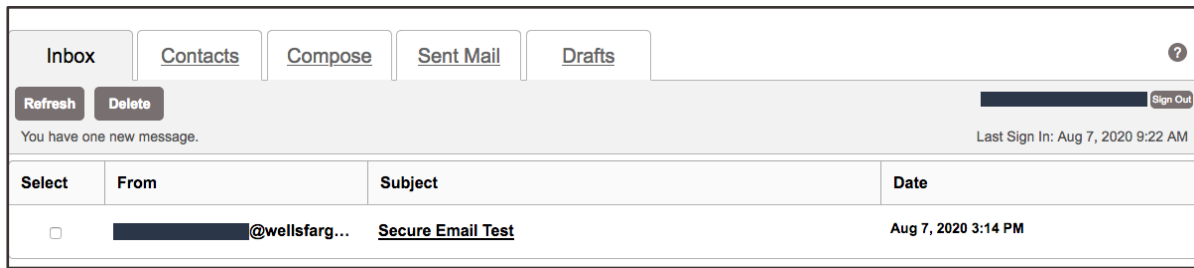 Inbox Contacts Compose Sent Mail Drafts ?
Refresh Delete Sign Out
You have one new message. Last Sign In: Aug 7, 2020 9:22 AM
Select From Subject Date
@wellsfarg... Secure Email Test Aug 7, 2020 3:14 PM